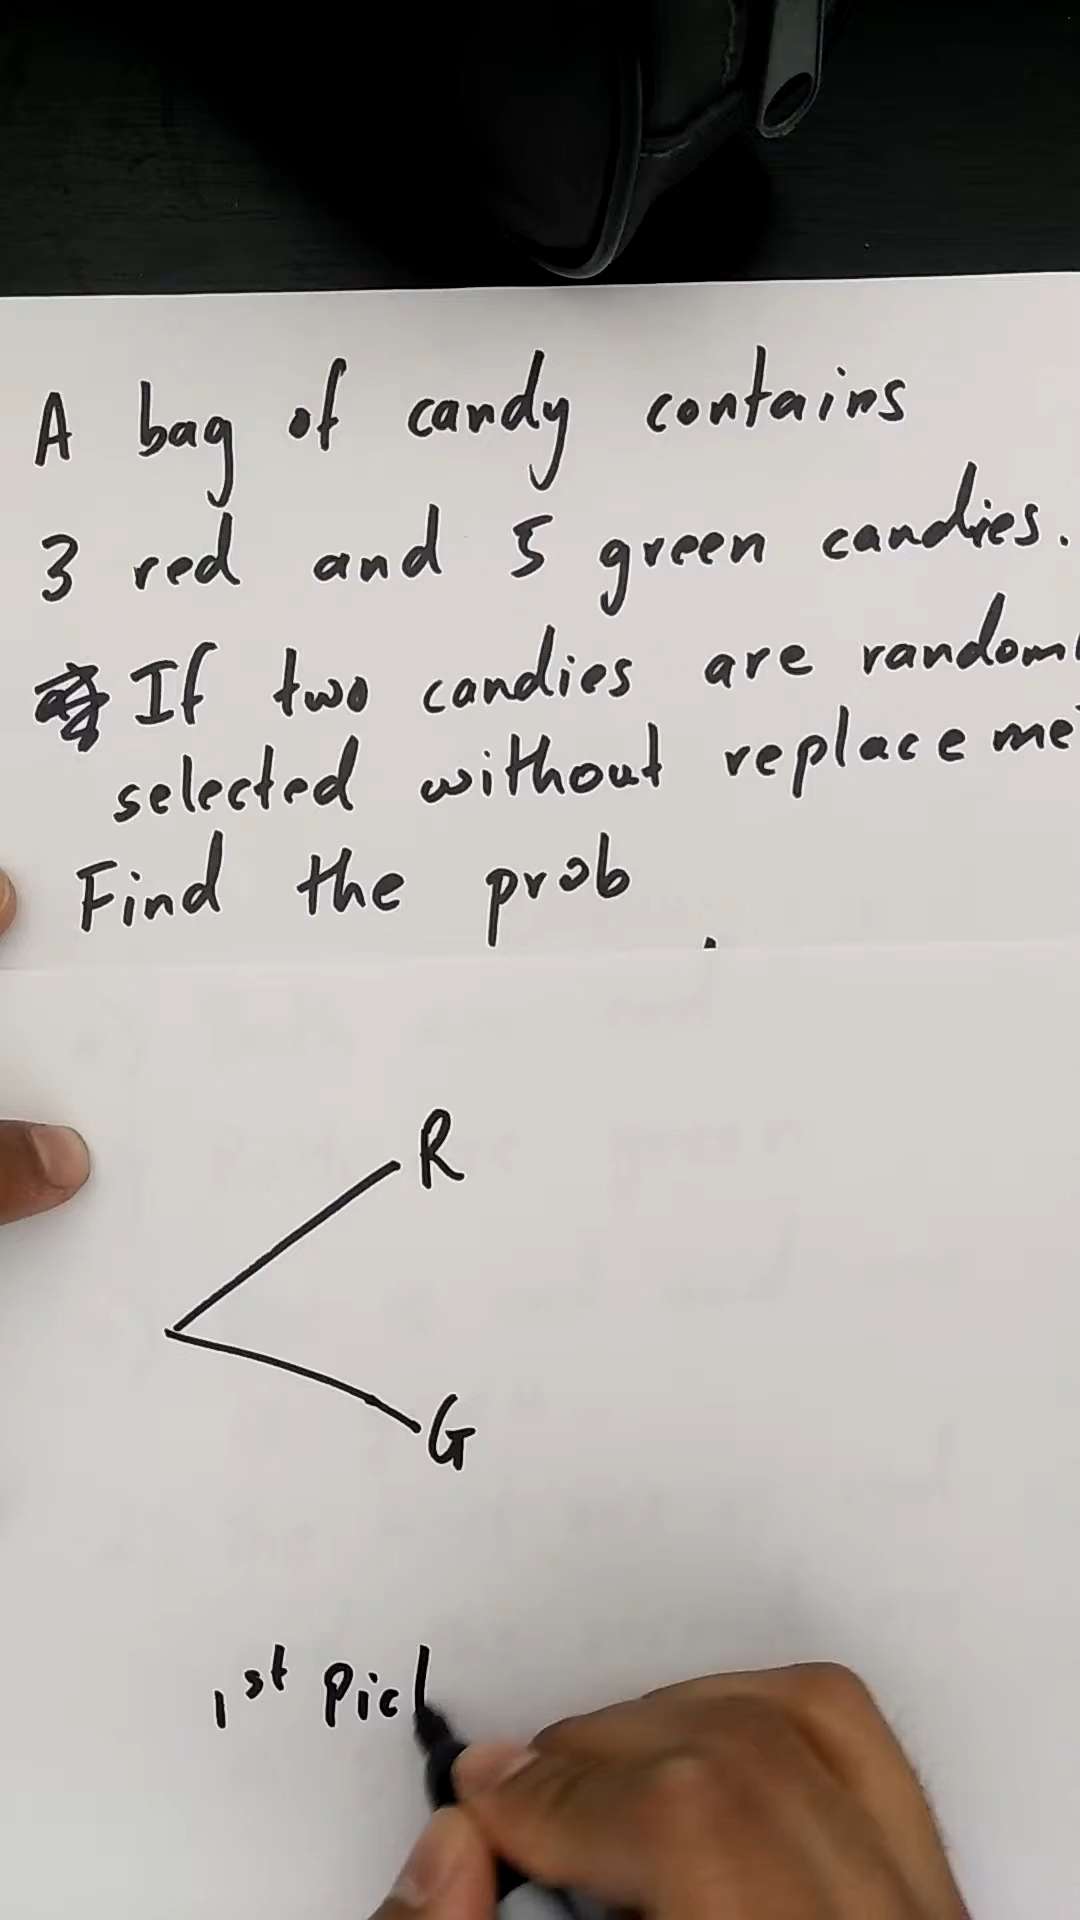 A bag of candy contains
3 red and 5 green candies.
If two candies are random
selected without replaceme
Find the prob
R
G
1st Pic